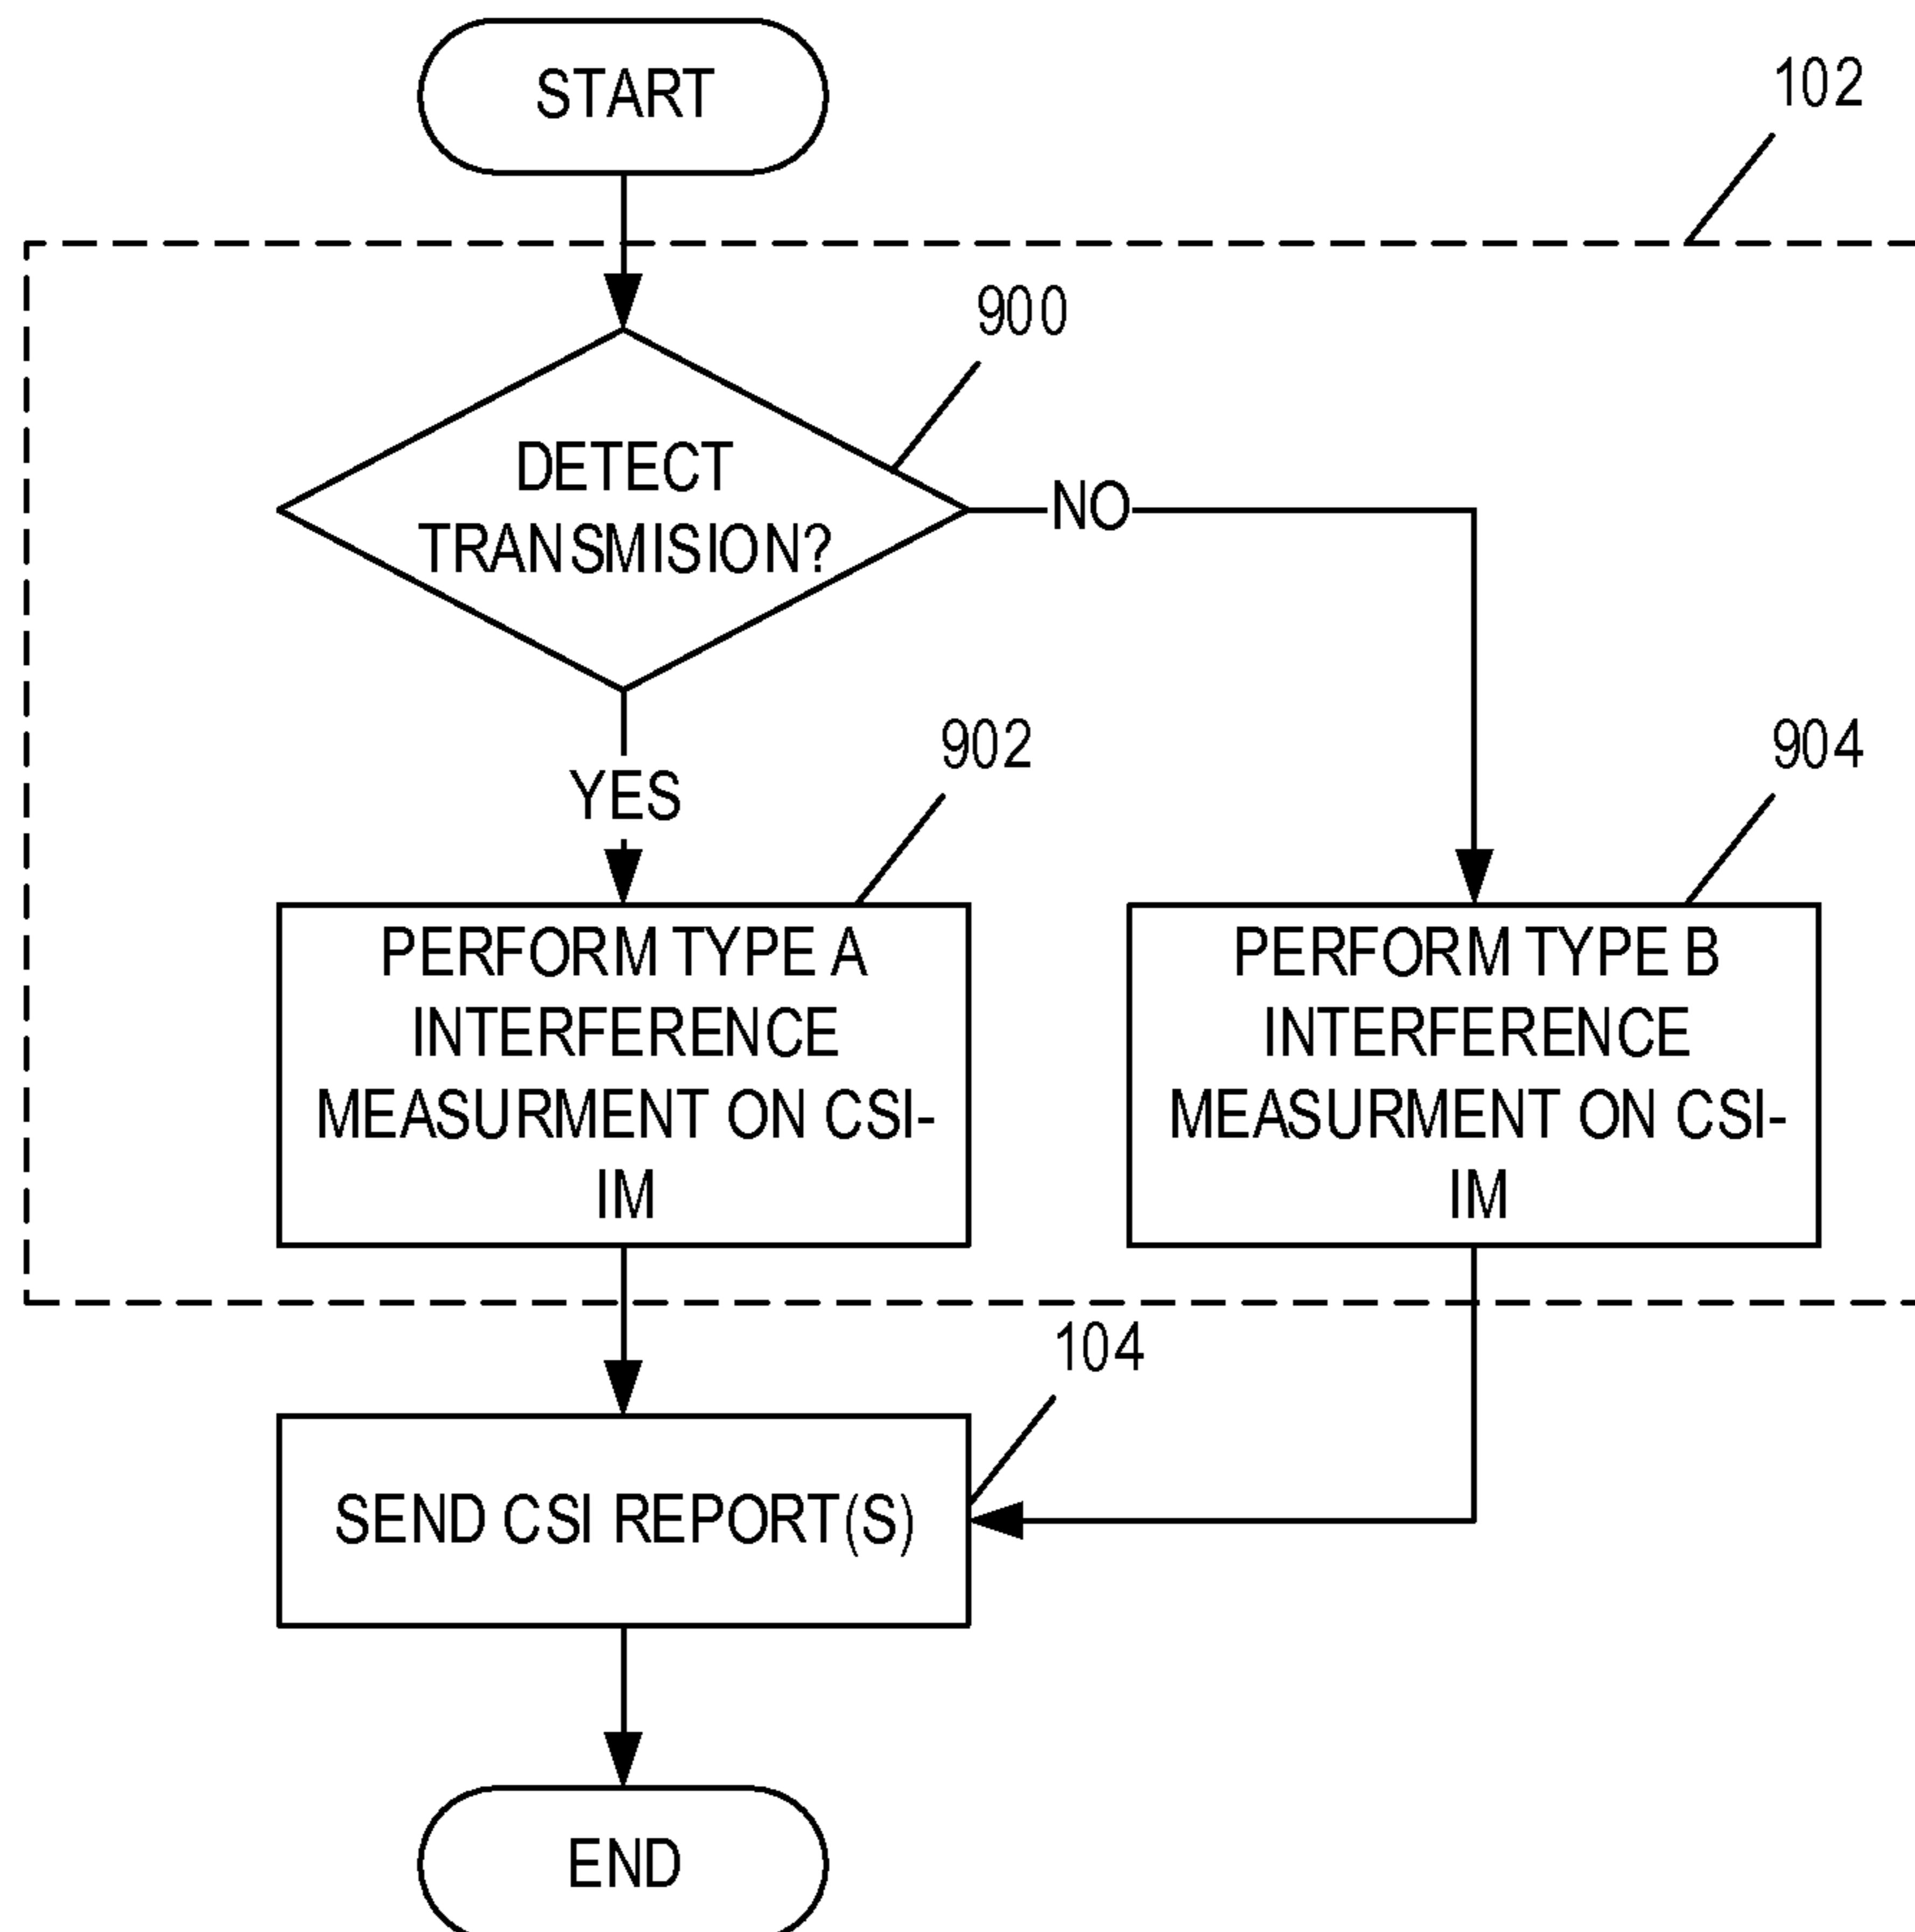 START
102
900
DETECT
TRANSMISION?
NO
YES
902
904
PERFORM TYPE A
INTERFERENCE
MEASURMENT ON CSI-
IM
PERFORM TYPE B
INTERFERENCE
MEASURMENT ON CSI-
IM
104
SEND CSI REPORT(S)
END